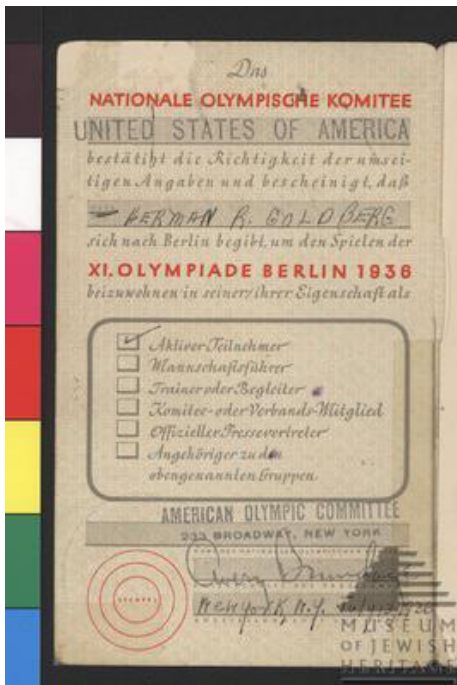 Das
NATIONALE OLYMPISCHE KOMITEE
UNITED STATES OF AMERICA
bestätigt die Richtigkeit der umsei-
tigen Angaben und bescheinigt, daß
HERMAN R. GOLDBERG
sich nach Berlin begibt, um den Spielen der
XI. OLYMPIADE BERLIN 1936
beizuwohnen in seiner/ihrer Eigenschaft als
Aktiver Teilnehmer
Mannschaftsführer
Trainer oder Begleiter
Komitee- oder Verbands-Mitglied
Offizieller Pressevertreter
Angehöriger zu den
obengenannten Gruppen
AMERICAN OLYMPIC COMMITTEE
233 BROADWAY, NEW YORK
Avery Brundage
New York N.Y.
MUSEUM
OF JEWISH
HERITAGE